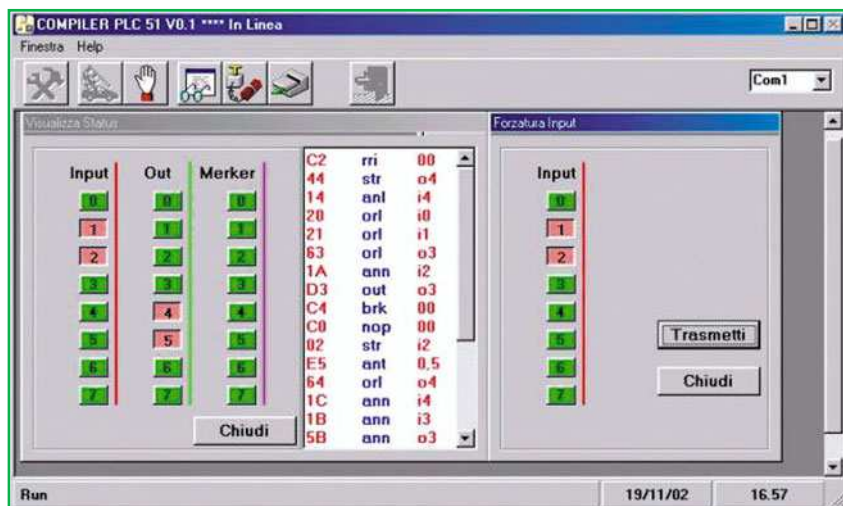 COMPILER PLC 51 V0.1 **** In Linea
Finestra Help
Com1
Visualizza Status
Input Out Merker
0 0 0
1 1 1
2 2 2
3 3 3
4 4 4
5 5 5
6 6 6
7 7 7
Chiudi
C2 rri 00
44 str o4
14 anl i4
20 orl i0
21 orl i1
63 orl o3
1A ann i2
D3 out o3
C4 brk 00
C0 nop 00
02 str i2
E5 ant 0,5
64 orl o4
1C ann i4
1B ann i3
5B ann o3
Forzatura Input
Input
0
1
2
3
4
5
6
7
Trasmetti
Chiudi
Run 19/11/02 16.57